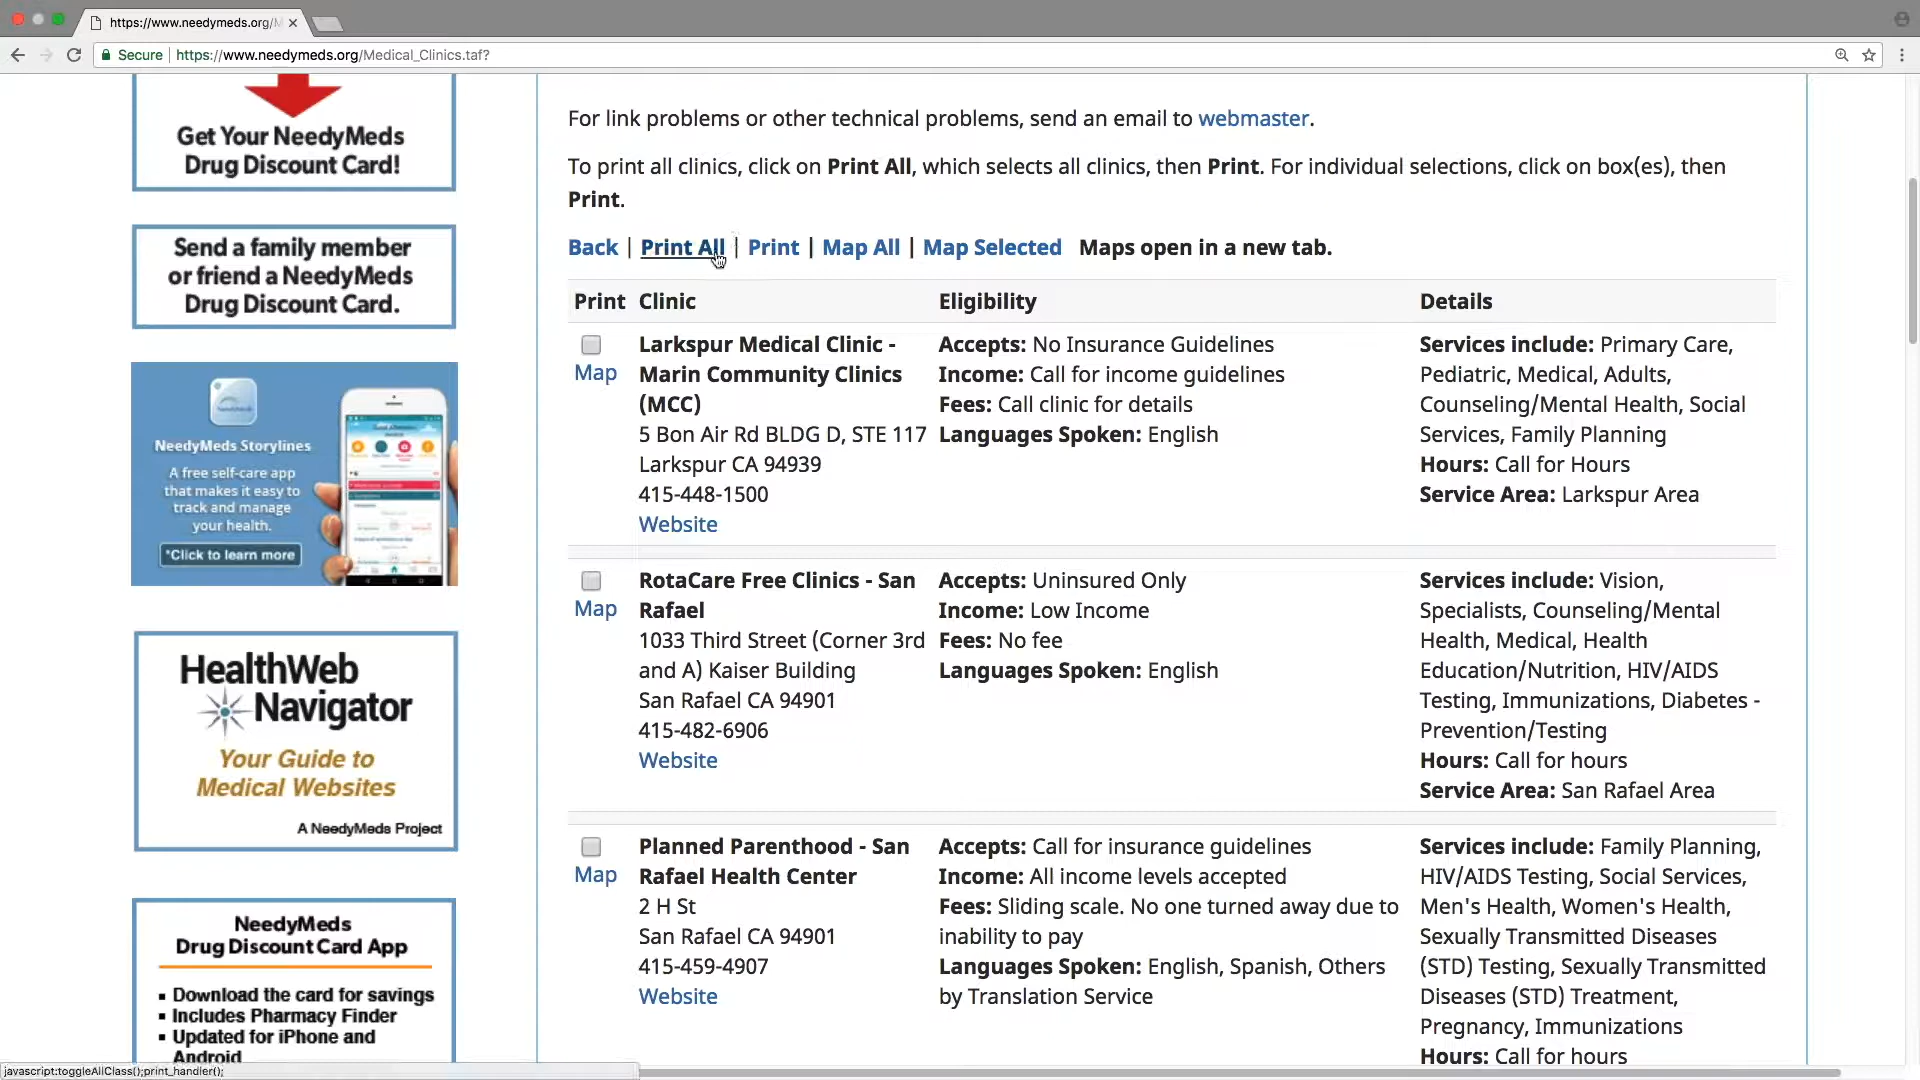 https://www.needymeds.org/M
Secure | https://www.needymeds.org/Medical_Clinics.taf?
Get Your NeedyMeds
Drug Discount Card!
Send a family member
or friend a NeedyMeds
Drug Discount Card.
NeedyMeds Storylines
A free self-care app
that makes it easy to
track and manage
your health.
*Click to learn more
HealthWeb
Navigator
Your Guide to
Medical Websites
A NeedyMeds Project
NeedyMeds
Drug Discount Card App
▪ Download the card for savings
▪ Includes Pharmacy Finder
▪ Updated for iPhone and
Android
For link problems or other technical problems, send an email to webmaster.
To print all clinics, click on Print All, which selects all clinics, then Print. For individual selections, click on box(es), then
Print.
Back | Print All | Print | Map All | Map Selected Maps open in a new tab.
Print Clinic Eligibility Details
Map
Larkspur Medical Clinic -
Marin Community Clinics
(MCC)
5 Bon Air Rd BLDG D, STE 117
Larkspur CA 94939
415-448-1500
Website
Accepts: No Insurance Guidelines
Income: Call for income guidelines
Fees: Call clinic for details
Languages Spoken: English
Services include: Primary Care,
Pediatric, Medical, Adults,
Counseling/Mental Health, Social
Services, Family Planning
Hours: Call for Hours
Service Area: Larkspur Area
Map
RotaCare Free Clinics - San
Rafael
1033 Third Street (Corner 3rd
and A) Kaiser Building
San Rafael CA 94901
415-482-6906
Website
Accepts: Uninsured Only
Income: Low Income
Fees: No fee
Languages Spoken: English
Services include: Vision,
Specialists, Counseling/Mental
Health, Medical, Health
Education/Nutrition, HIV/AIDS
Testing, Immunizations, Diabetes -
Prevention/Testing
Hours: Call for hours
Service Area: San Rafael Area
Map
Planned Parenthood - San
Rafael Health Center
2 H St
San Rafael CA 94901
415-459-4907
Website
Accepts: Call for insurance guidelines
Income: All income levels accepted
Fees: Sliding scale. No one turned away due to
inability to pay
Languages Spoken: English, Spanish, Others
by Translation Service
Services include: Family Planning,
HIV/AIDS Testing, Social Services,
Men's Health, Women's Health,
Sexually Transmitted Diseases
(STD) Testing, Sexually Transmitted
Diseases (STD) Treatment,
Pregnancy, Immunizations
Hours: Call for hours
javascript:toggleAllClass();print_handler();